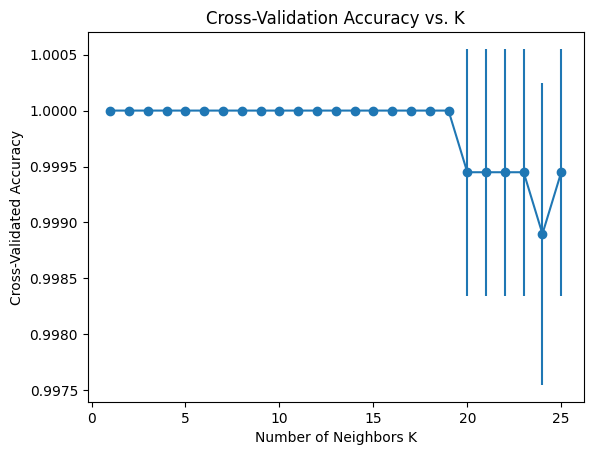 Cross-Validation Accuracy vs. K
1.0005
1.0000
0.9995
0.9990
0.9985
0.9980
0.9975
Cross-Validated Accuracy
0 5 10 15 20 25
Number of Neighbors K